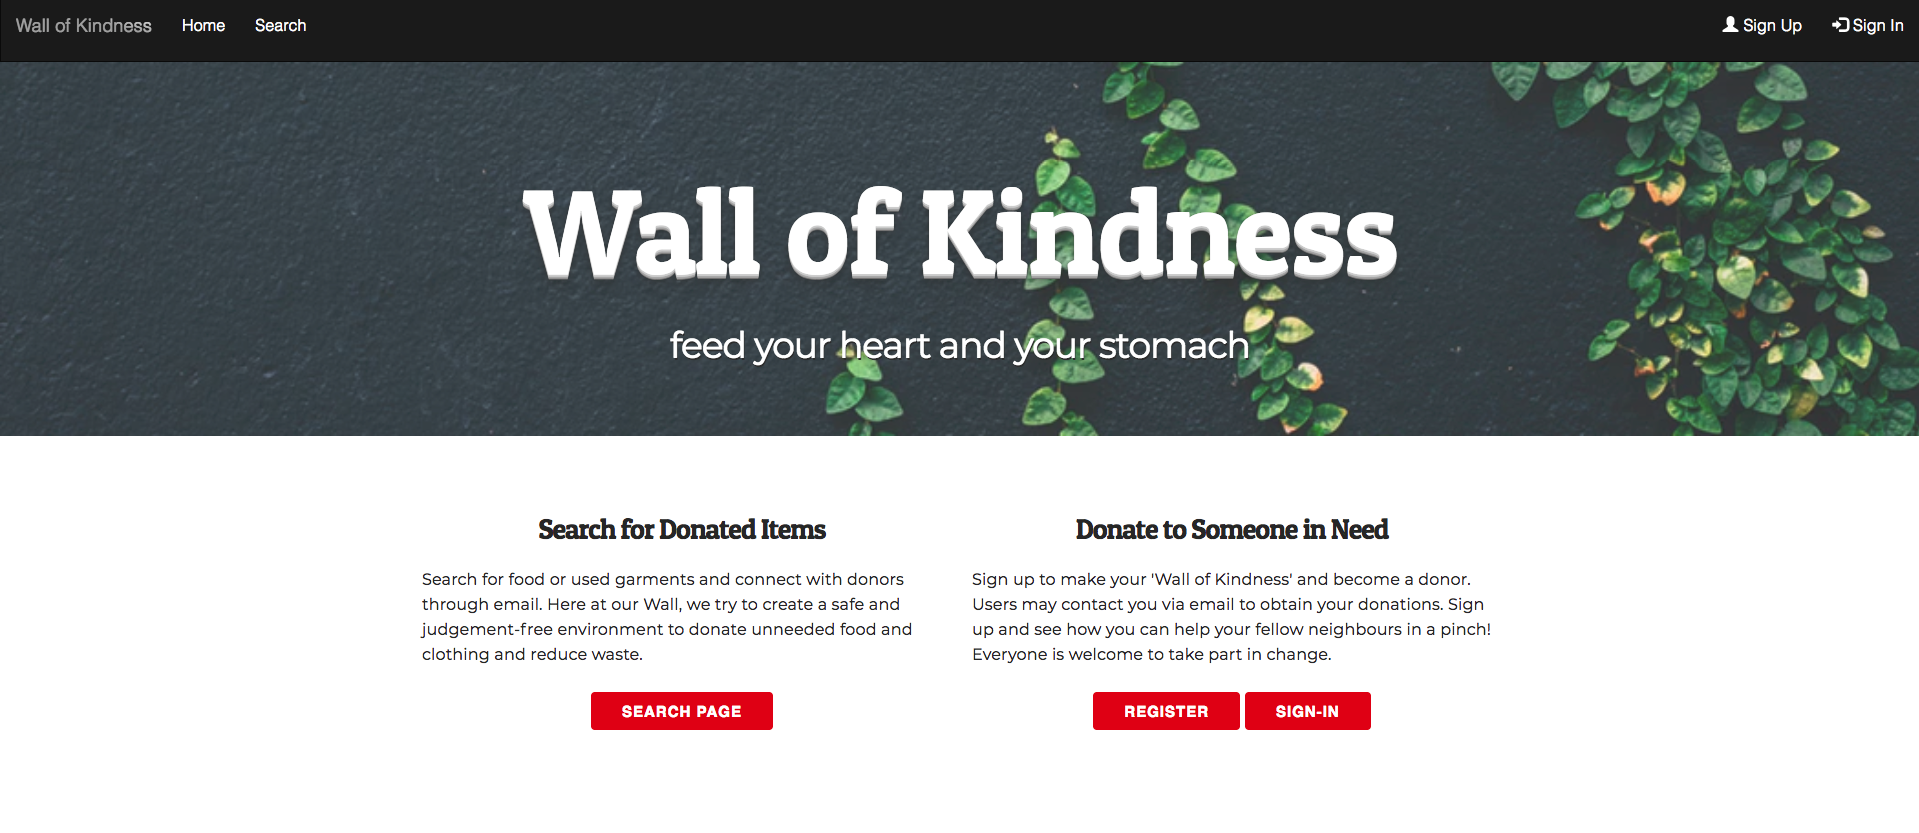 Wall of Kindness Home Search Sign Up Sign In
Wall of Kindness
feed your heart and your stomach
Search for Donated Items
Search for food or used garments and connect with donors
through email. Here at our Wall, we try to create a safe and
judgement-free environment to donate unneeded food and
clothing and reduce waste.
SEARCH PAGE
Donate to Someone in Need
Sign up to make your 'Wall of Kindness' and become a donor.
Users may contact you via email to obtain your donations. Sign
up and see how you can help your fellow neighbours in a pinch!
Everyone is welcome to take part in change.
REGISTER SIGN-IN